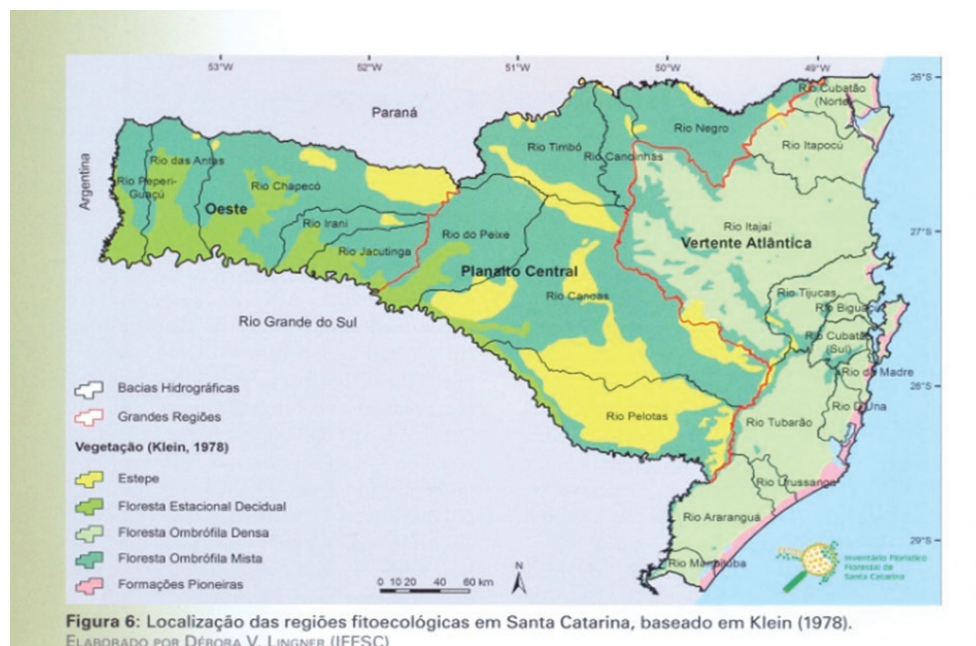 53°W
52°W
51°W
50°W
49°W
26°S
27°S
28°S
29°S
Paraná
Argentina
Rio Grande do Sul
Rio Cubatão
(Norte)
Rio Negro
Rio Itapocú
Rio Timbó
Rio Canoinhas
Rio das Antas
Rio Peperi-
Guaçú
Rio Chapecó
Oeste
Rio Irani
Rio Jacutinga
Rio do Peixe
Planalto Central
Rio Canoas
Rio Itajaí
Vertente Atlântica
Rio Tijucas
Rio Biguaçu
Rio Cubatão
(Sul)
Rio da Madre
Rio D'Una
Rio Pelotas
Rio Tubarão
Rio Urussanga
Rio Araranguá
Rio Mampituba
Bacias Hidrográficas
Grandes Regiões
Vegetação (Klein, 1978)
Estepe
Floresta Estacional Decidual
Floresta Ombrófila Densa
Floresta Ombrófila Mista
Formações Pioneiras
0 10 20 40 60 km
N
Inventário Florístico
Florestal de
Santa Catarina
Figura 6: Localização das regiões fitoecológicas em Santa Catarina, baseado em Klein (1978).
Elaborado por Débora V. Lingner (IFFSC)